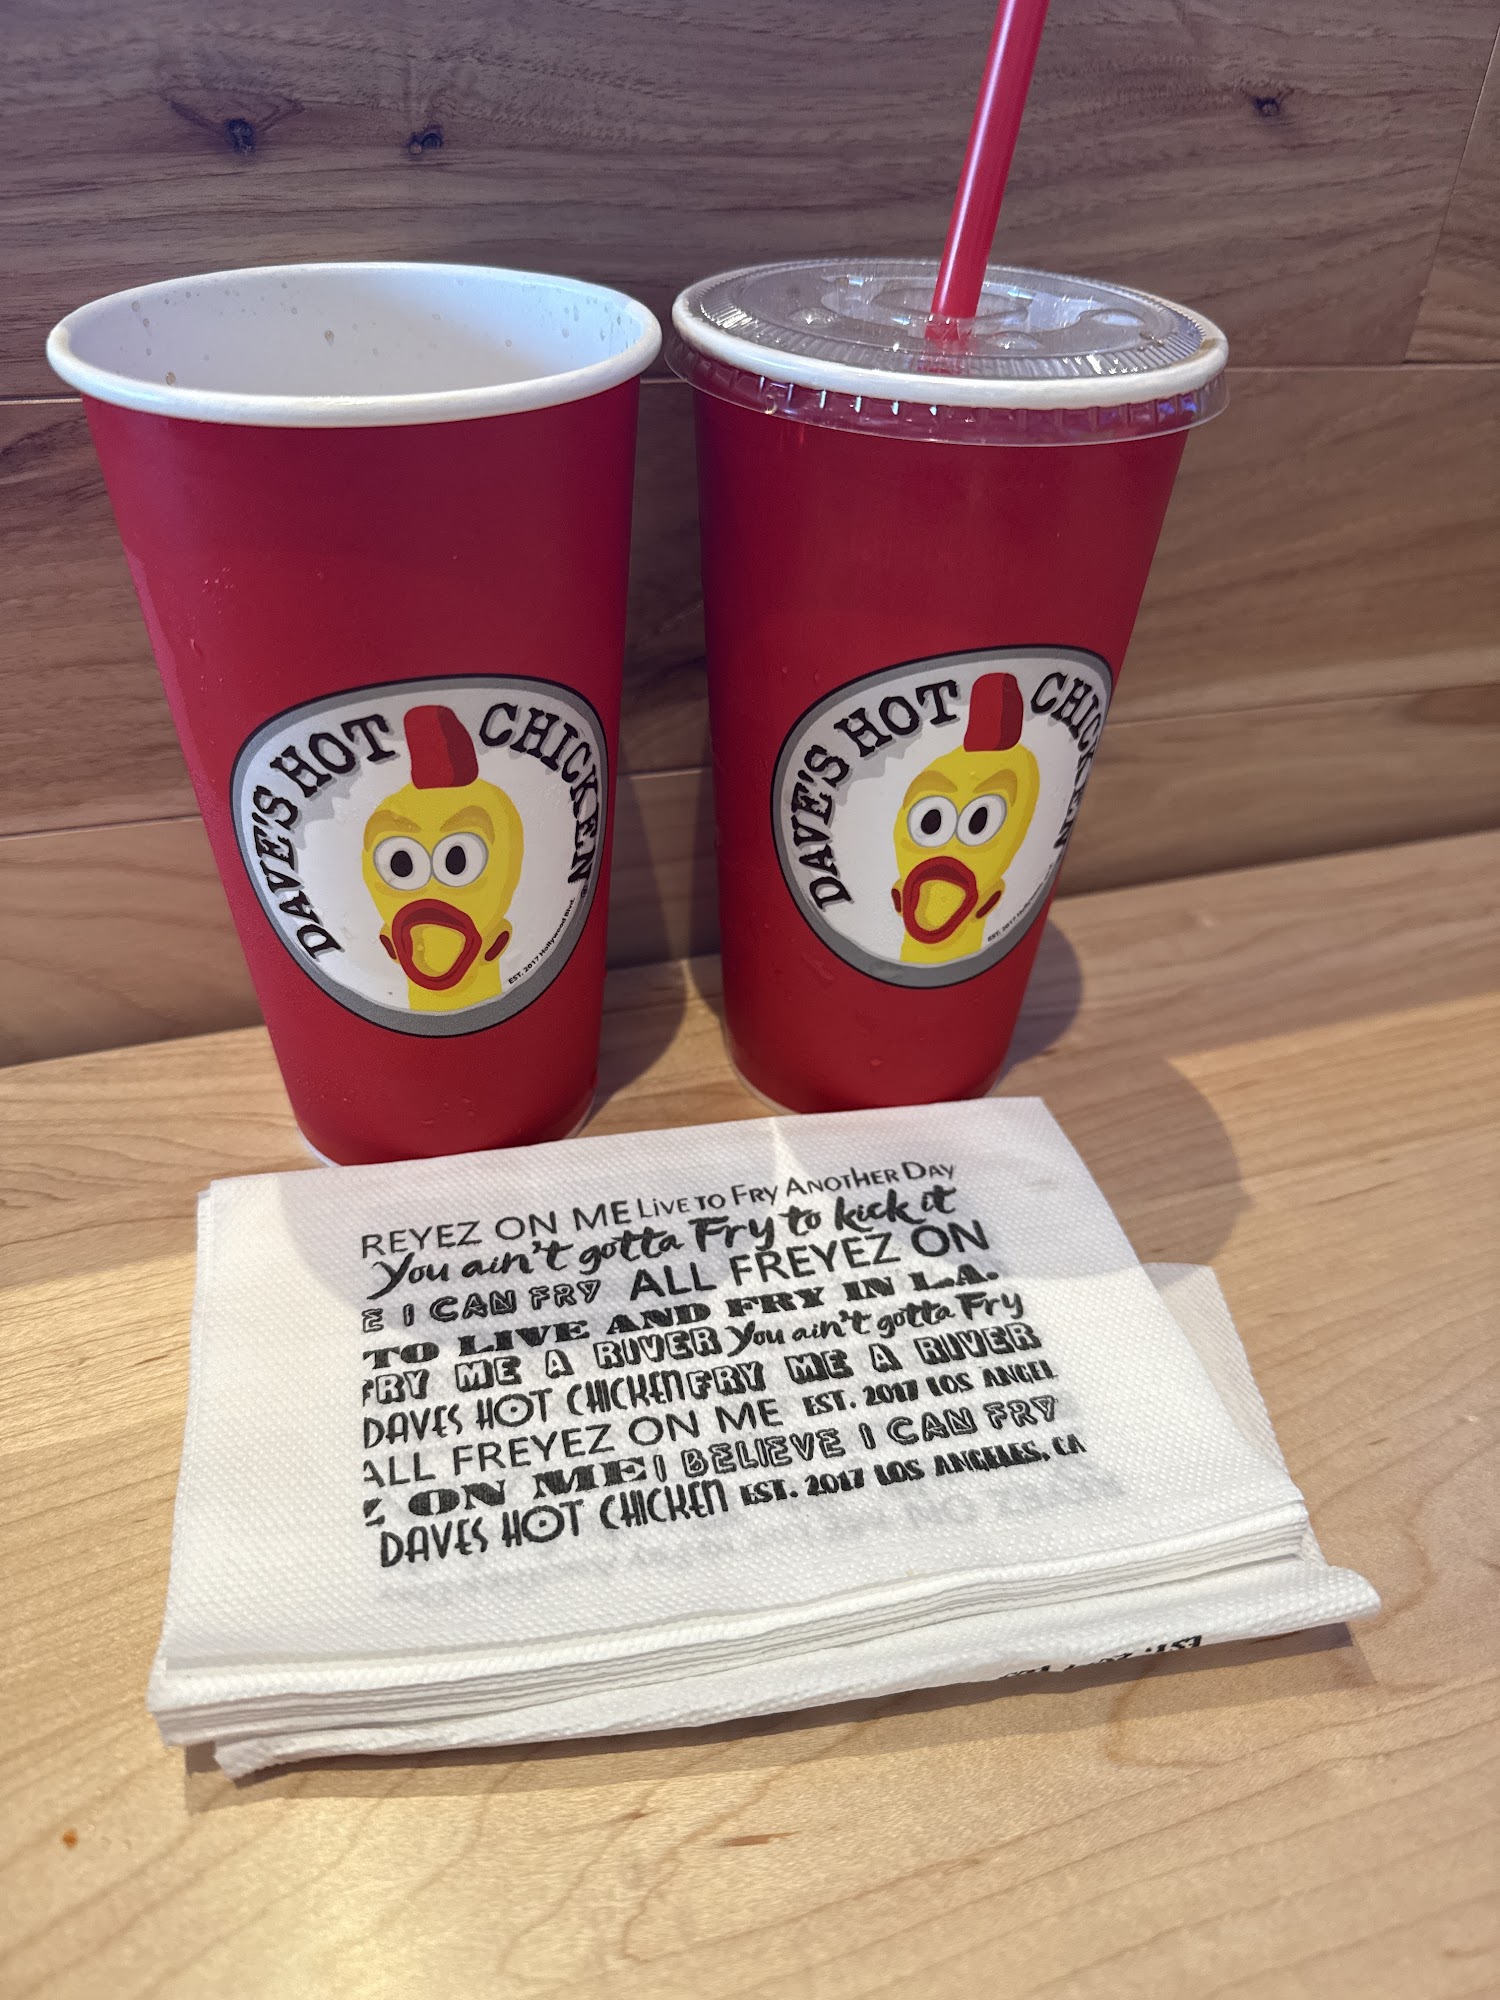 DAVE'S HOT CHICKEN
EST. 2017 Hollywood Blvd.
DAVE'S HOT CHICKEN
EST. 2017
REYEZ ON ME LIVE TO FRY ANOTHER DAY
You ain't gotta Fry to kick it
E I CAN FRY ALL FREYEZ ON
TO LIVE AND FRY IN L.A.
FRY ME A RIVER You ain't gotta Fry
DAVES HOT CHICKEN FRY ME A RIVER
ALL FREYEZ ON ME EST. 2017 LOS ANGEL
Z ON ME I BELIEVE I CAN FRY
DAVES HOT CHICKEN EST. 2017 LOS ANGELES, CA